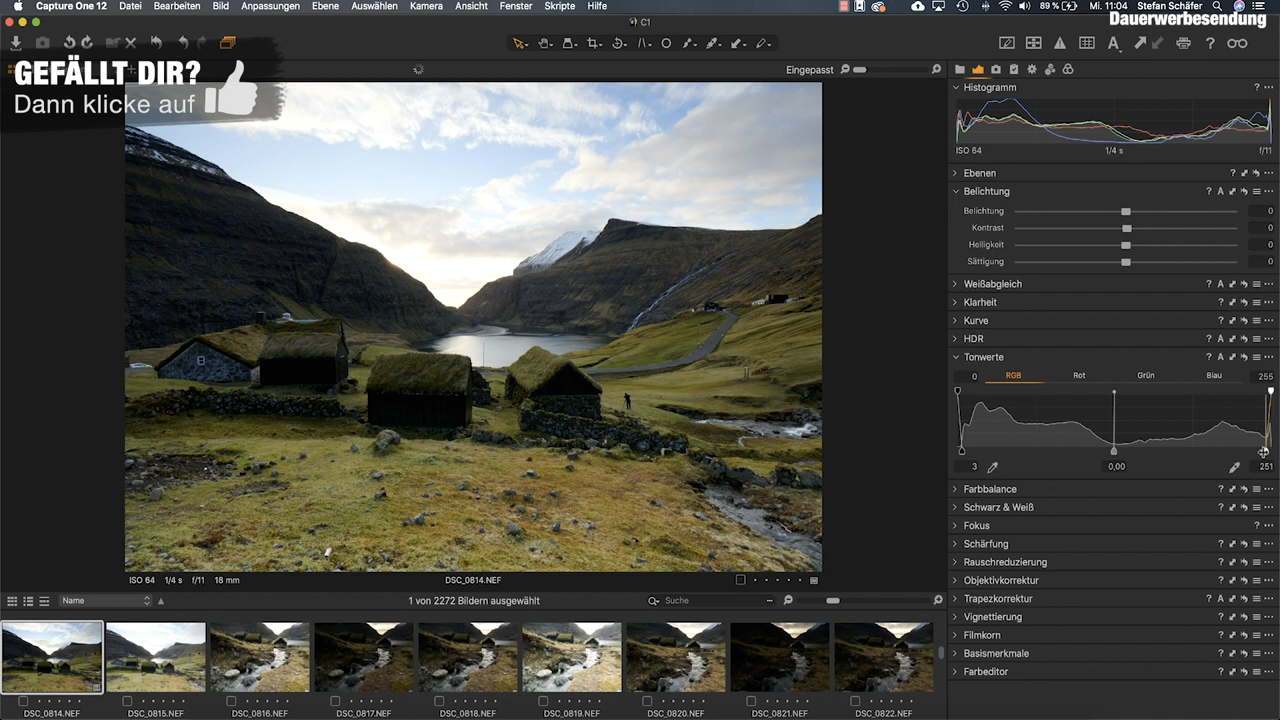 Capture One 12 Datei Bearbeiten Bild Anpassungen Ebene Auswählen Kamera Ansicht Fenster Skripte Hilfe 89 % Mi. 11:04 Stefan Schäfer
Dauerwerbesendung
C1
GEFÄLLT DIR?
Dann klicke auf
Eingepasst
Histogramm
ISO 64 1/4 s f/11
Ebenen
Belichtung
Belichtung 0
Kontrast 0
Helligkeit 0
Sättigung 0
Weißabgleich
Klarheit
Kurve
HDR
Tonwerte
0 RGB Rot Grün Blau 255
3 0,00 251
Farbbalance
Schwarz & Weiß
Fokus
Schärfung
Rauschreduzierung
Objektivkorrektur
Trapezkorrektur
Vignettierung
Filmkorn
Basismerkmale
Farbeditor
ISO 64 1/4 s f/11 18 mm DSC_0814.NEF
Name 1 von 2272 Bildern ausgewählt Suche
DSC_0814.NEF DSC_0815.NEF DSC_0816.NEF DSC_0817.NEF DSC_0818.NEF DSC_0819.NEF DSC_0820.NEF DSC_0821.NEF DSC_0822.NEF